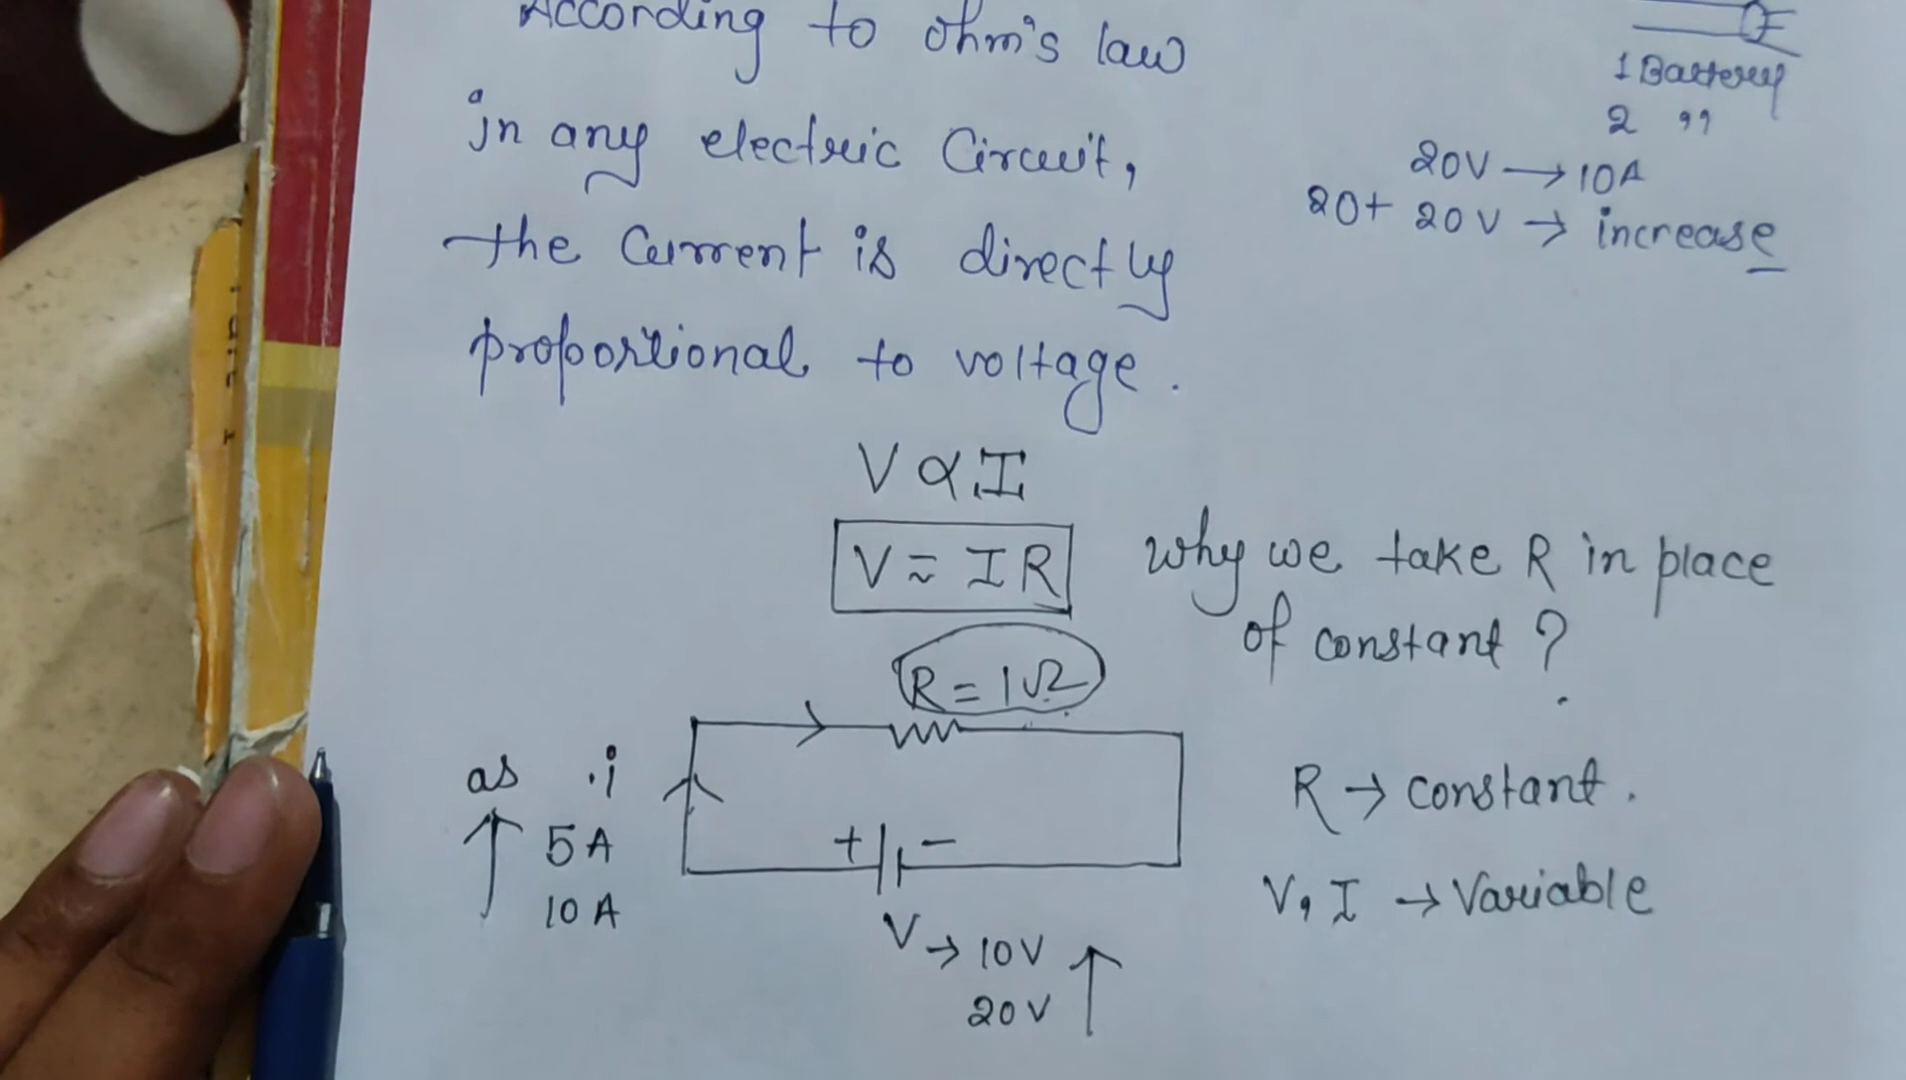 According to ohm's law
in any electric Circuit,
the Current is directly
proportional to voltage.
1 Battery
2 "
20V → 10A
20+ 20V → increase
V ∝ I
V = IR
why we take R in place
of constant ?
R = 1Ω
as i
5A
10A
+ -
V → 10V
20V
R → constant.
V, I → Variable